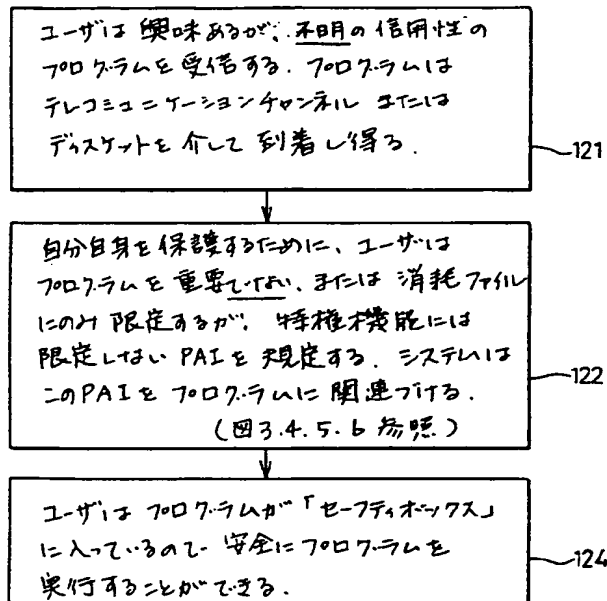 ユーザは 興味あるが、不明の信用性の
プログラムを受信する. プログラムは
テレコミュニケーションチャンネル または
ディスケットを介して到着し得る.
121
自分自身を保護するために、ユーザは
プログラムを重要でない、または 消耗ファイル
にのみ限定するが、特権機能には
限定しない PAIを規定する. システムは
このPAIをプログラムに関連づける.
(図3.4.5.6 参照)
122
ユーザは プログラムが「セーフティボックス」
に入っているので 安全にプログラムを
実行することができる.
124